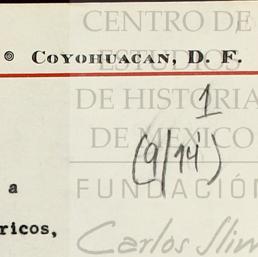 CENTRO DE
ESTUDIOS
COYOHUACAN, D. F.
DE HISTORIA
1
DE MEXICO
(9/14)
FUNDACIÓN
a
ricos,
Carlos Slim